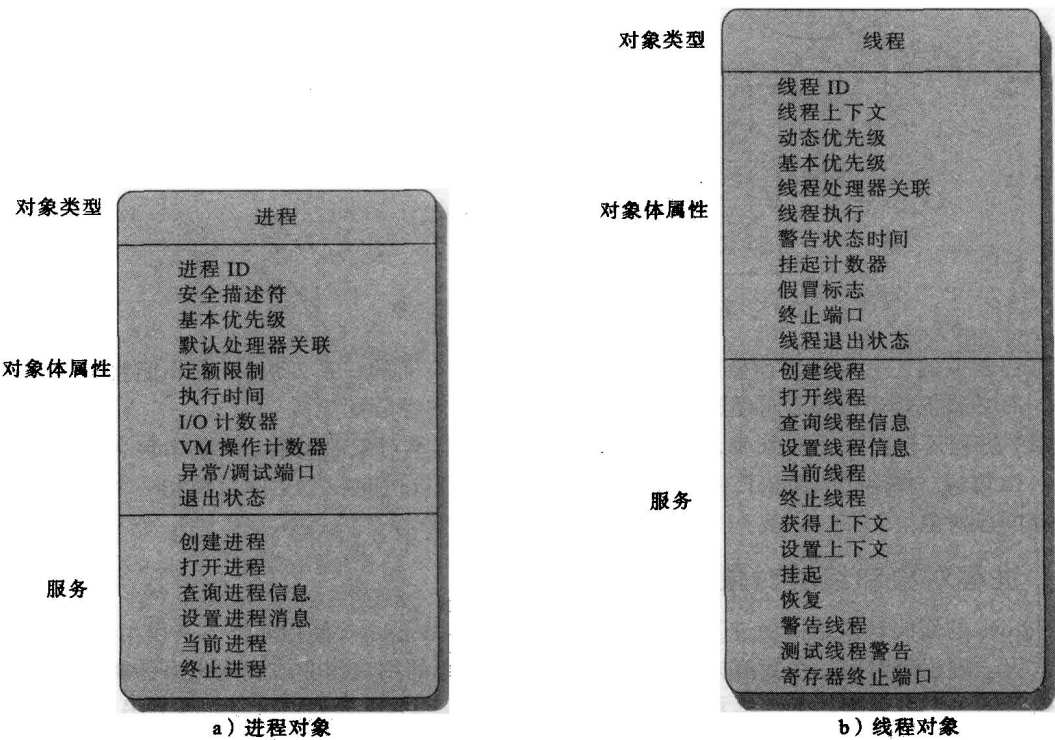 对象类型
进程
对象体属性
进程 ID
安全描述符
基本优先级
默认处理器关联
定额限制
执行时间
I/O 计数器
VM 操作计数器
异常/调试端口
退出状态
服务
创建进程
打开进程
查询进程信息
设置进程消息
当前进程
终止进程
a）进程对象
对象类型
线程
对象体属性
线程 ID
线程上下文
动态优先级
基本优先级
线程处理器关联
线程执行
警告状态时间
挂起计数器
假冒标志
终止端口
线程退出状态
服务
创建线程
打开线程
查询线程信息
设置线程信息
当前线程
终止线程
获得上下文
设置上下文
挂起
恢复
警告线程
测试线程警告
寄存器终止端口
b）线程对象